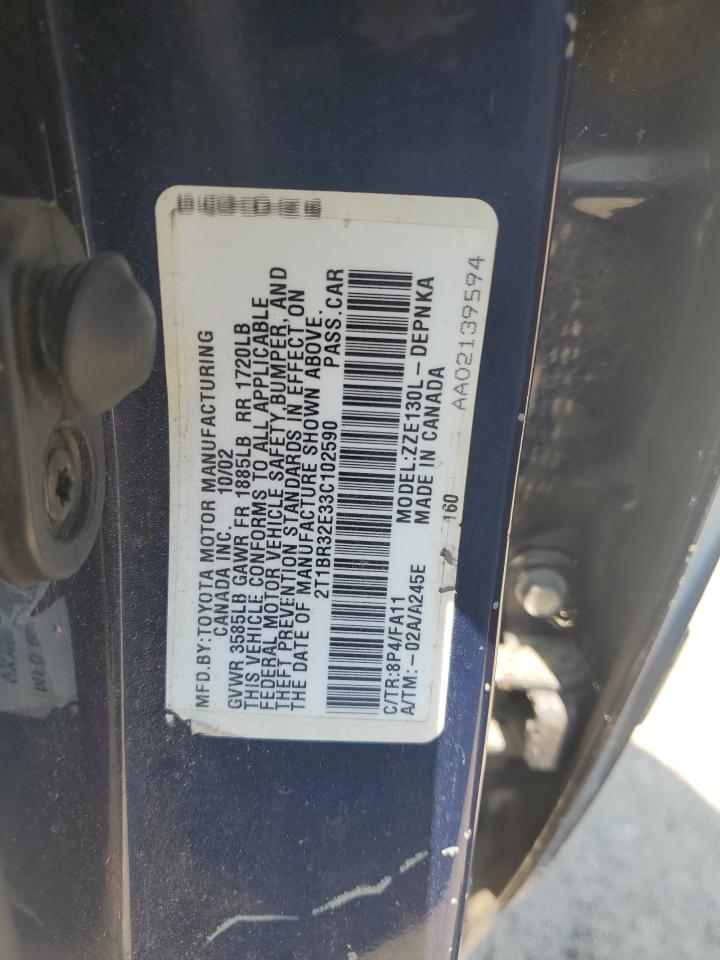 MFD.BY:TOYOTA MOTOR MANUFACTURING
CANADA INC. 10/02
GVWR 3585LB GAWR FR 1885LB RR 1720LB
THIS VEHICLE CONFORMS TO ALL APPLICABLE
FEDERAL MOTOR VEHICLE SAFETY, BUMPER, AND
THEFT PREVENTION STANDARDS IN EFFECT ON
THE DATE OF MANUFACTURE SHOWN ABOVE.
2T1BR32E33C102590 PASS.CAR
C/TR:8P4/FA11 MODEL:ZZE130L-DEPNKA
A/TM:-02A/A245E MADE IN CANADA
160
AA02139594